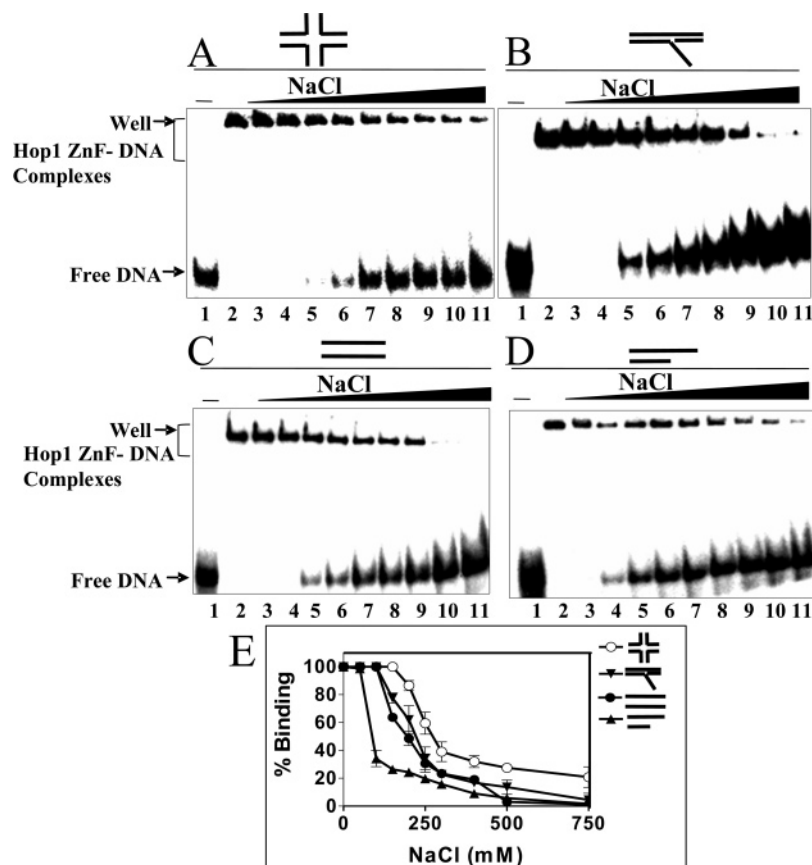 A
B
NaCl
NaCl
Well
Hop1 ZnF- DNA
Complexes
Free DNA
1 2 3 4 5 6 7 8 9 10 11
1 2 3 4 5 6 7 8 9 10 11
C
D
NaCl
NaCl
Well
Hop1 ZnF- DNA
Complexes
Free DNA
1 2 3 4 5 6 7 8 9 10 11
1 2 3 4 5 6 7 8 9 10 11
E
% Binding
100
80
60
40
20
0
0 250 500 750
NaCl (mM)